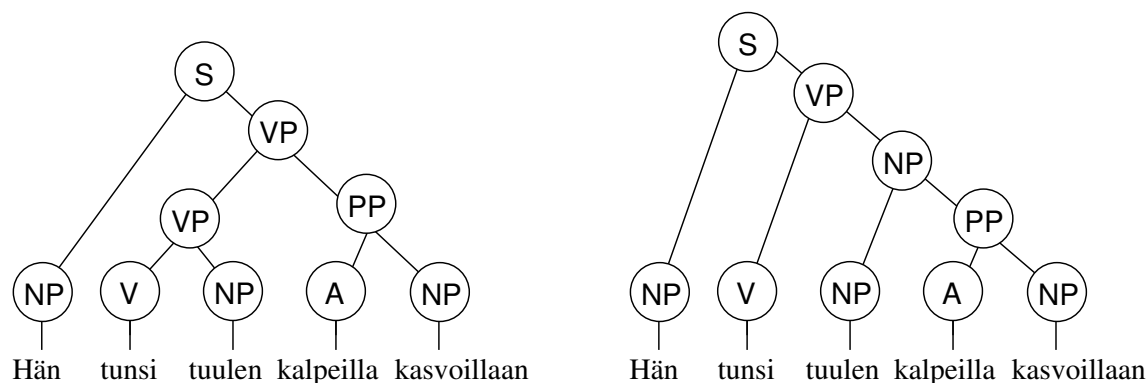 S S
VP VP
NP
VP PP PP
NP V NP A NP NP V NP A NP
Hän tunsi tuulen kalpeilla kasvoillaan Hän tunsi tuulen kalpeilla kasvoillaan